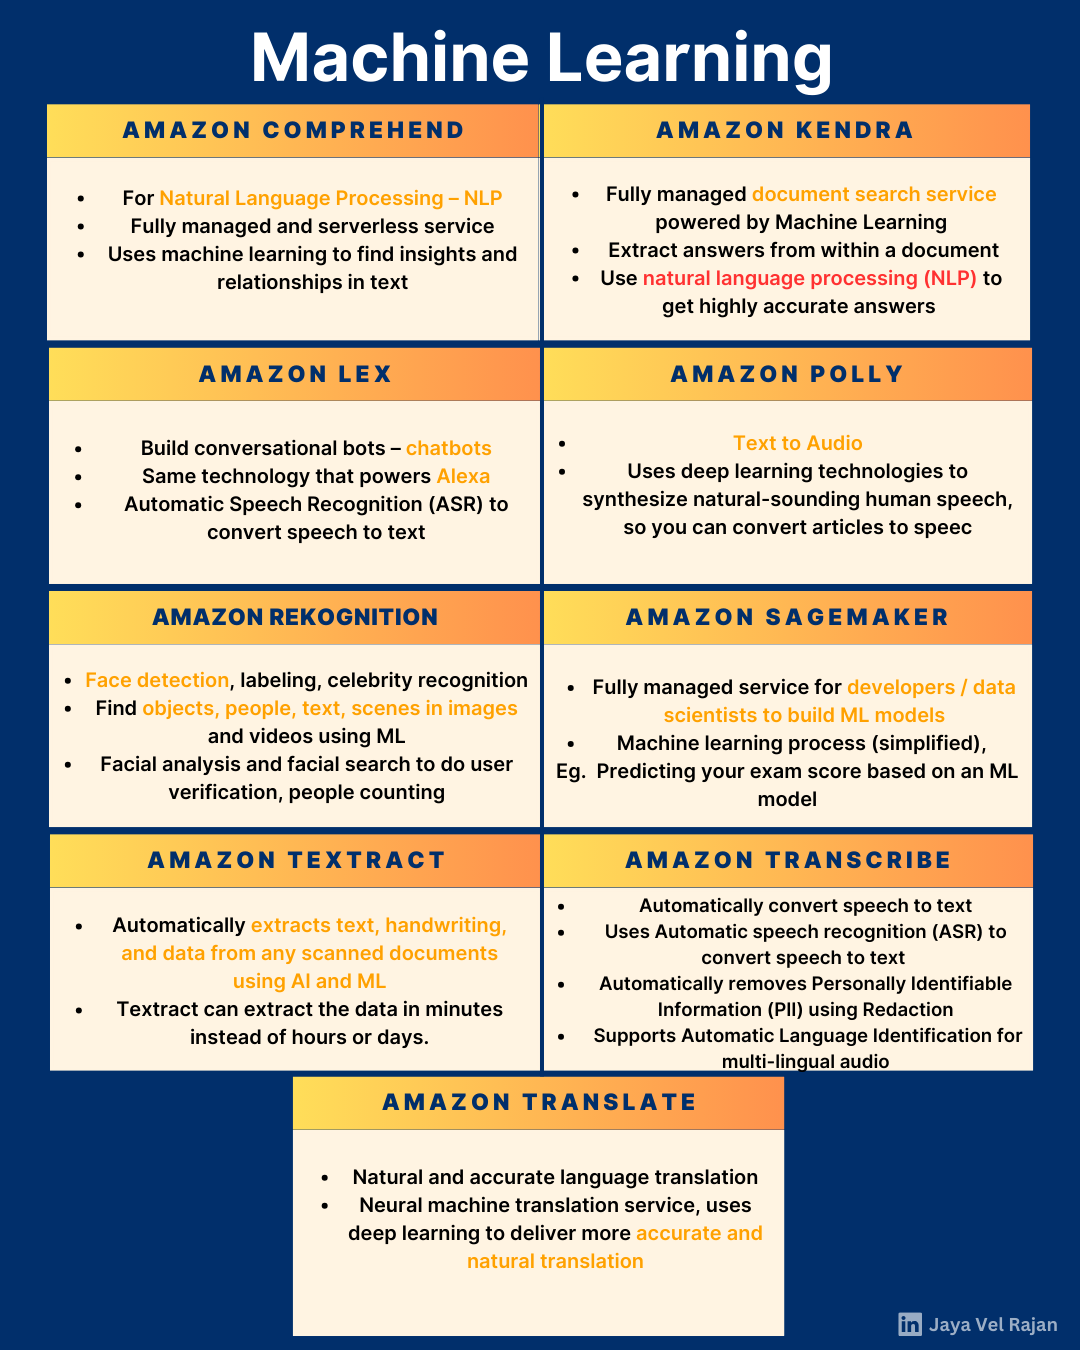 Machine Learning
AMAZON COMPREHEND
• For Natural Language Processing – NLP
• Fully managed and serverless service
• Uses machine learning to find insights and
relationships in text
AMAZON KENDRA
• Fully managed document search service
powered by Machine Learning
• Extract answers from within a document
• Use natural language processing (NLP) to
get highly accurate answers
AMAZON LEX
• Build conversational bots – chatbots
• Same technology that powers Alexa
• Automatic Speech Recognition (ASR) to
convert speech to text
AMAZON POLLY
• Text to Audio
• Uses deep learning technologies to
synthesize natural-sounding human speech,
so you can convert articles to speec
AMAZON REKOGNITION
• Face detection, labeling, celebrity recognition
• Find objects, people, text, scenes in images
and videos using ML
• Facial analysis and facial search to do user
verification, people counting
AMAZON SAGEMAKER
• Fully managed service for developers / data
scientists to build ML models
• Machine learning process (simplified),
Eg. Predicting your exam score based on an ML
model
AMAZON TEXTRACT
• Automatically extracts text, handwriting,
and data from any scanned documents
using AI and ML
• Textract can extract the data in minutes
instead of hours or days.
AMAZON TRANSCRIBE
• Automatically convert speech to text
• Uses Automatic speech recognition (ASR) to
convert speech to text
• Automatically removes Personally Identifiable
Information (PII) using Redaction
• Supports Automatic Language Identification for
multi-lingual audio
AMAZON TRANSLATE
• Natural and accurate language translation
• Neural machine translation service, uses
deep learning to deliver more accurate and
natural translation
in Jaya Vel Rajan